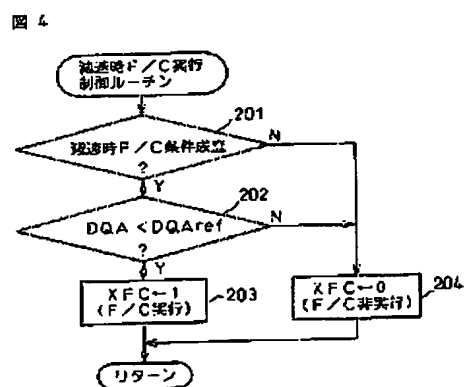 図 4
減速時F/C実行
制御ルーチン
201
減速時F/C条件成立
?
N
Y
202
DQA<DQAref
?
N
Y
XFC←1
(F/C実行)
203
XFC←0
(F/C非実行)
204
リターン